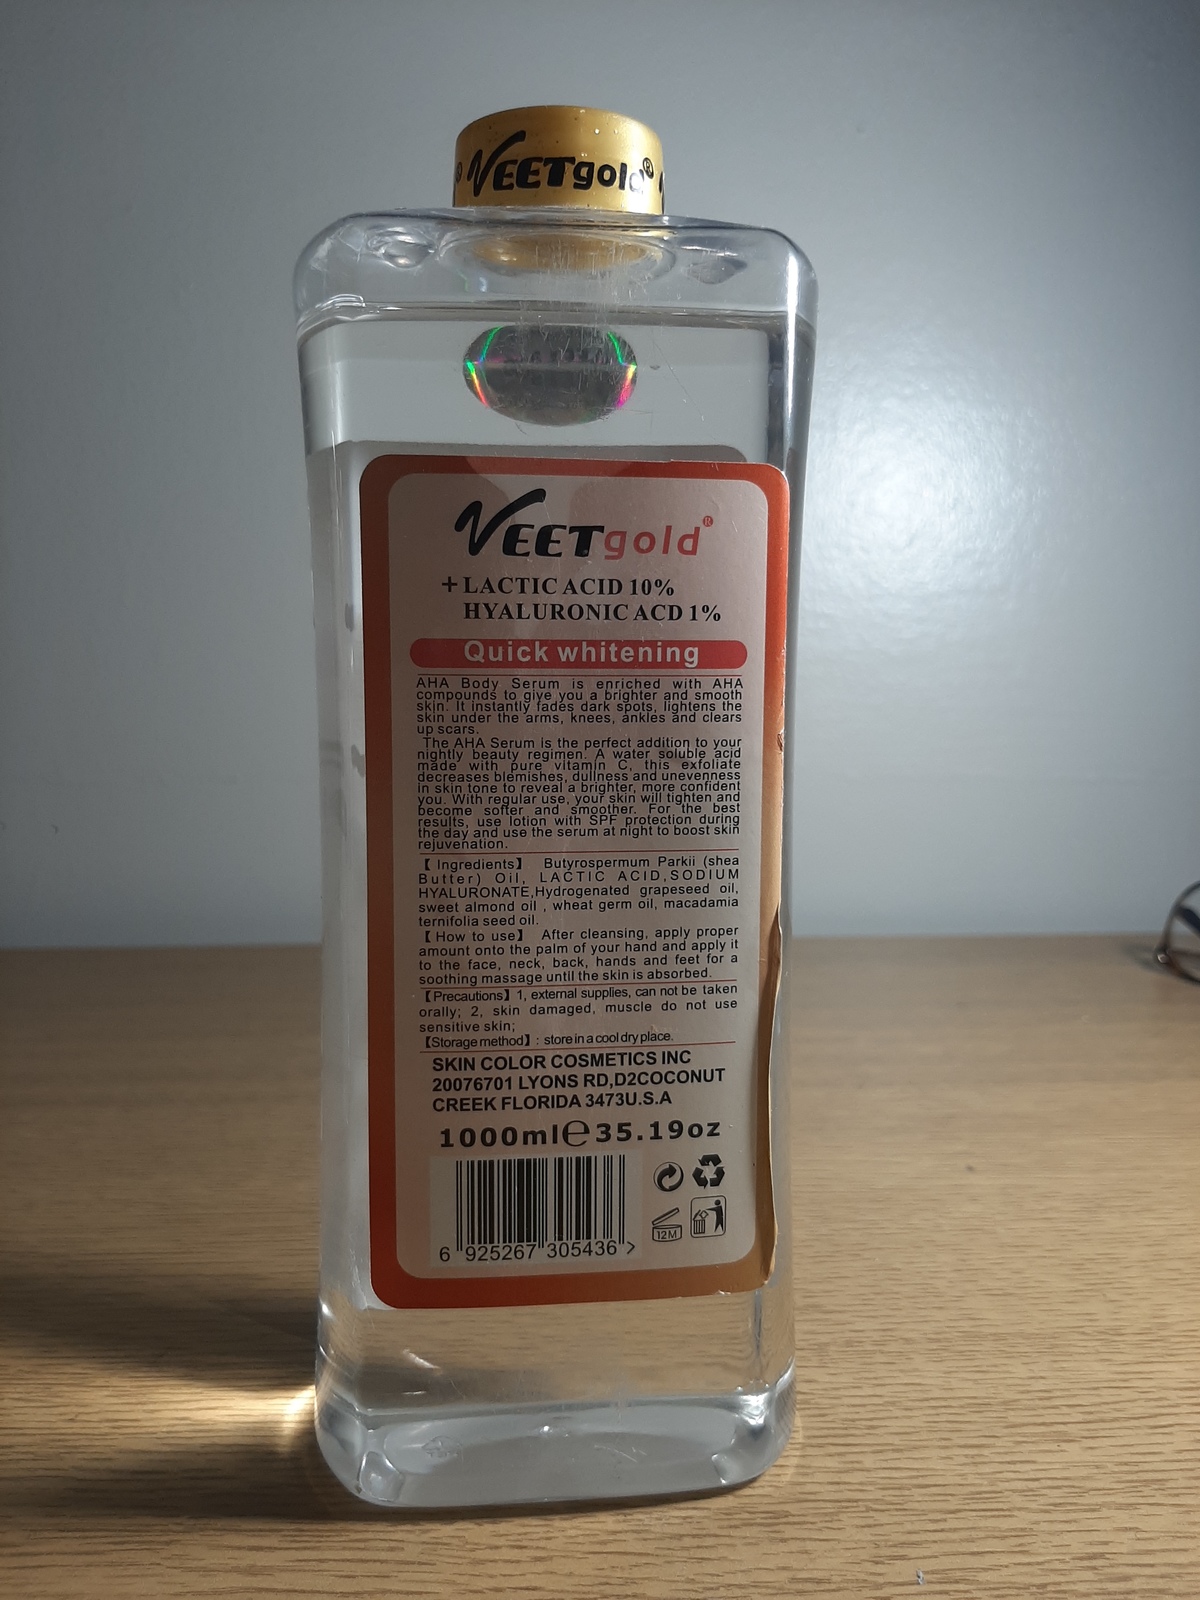 VEETgold®
VEETgold®
+LACTIC ACID 10%
HYALURONIC ACD 1%
Quick whitening
AHA Body Serum is enriched with AHA
compounds to give you a brighter and smooth
skin. It instantly fades dark spots, lightens the
skin under the arms, knees, ankles and clears
up scars.
The AHA Serum is the perfect addition to your
nightly beauty regimen. A water soluble acid
made with pure vitamin C, this exfoliate
decreases blemishes, dullness and unevenness
in skin tone to reveal a brighter, more confident
you. With regular use, your skin will tighten and
become softer and smoother. For the best
results, use lotion with SPF protection during
the day and use the serum at night to boost skin
rejuvenation.
【Ingredients】 Butyrospermum Parkii (shea
Butter) Oil, LACTIC ACID,SODIUM
HYALURONATE,Hydrogenated grapeseed oil,
sweet almond oil , wheat germ oil, macadamia
ternifolia seed oil.
【How to use】 After cleansing, apply proper
amount onto the palm of your hand and apply it
to the face, neck, back, hands and feet for a
soothing massage until the skin is absorbed.
【Precautions】1, external supplies, can not be taken
orally; 2, skin damaged, muscle do not use
sensitive skin;
【Storage method】: store in a cool dry place.
SKIN COLOR COSMETICS INC
20076701 LYONS RD,D2COCONUT
CREEK FLORIDA 3473U.S.A
1000ml℮35.19oz
6 925267 305436 >
12M